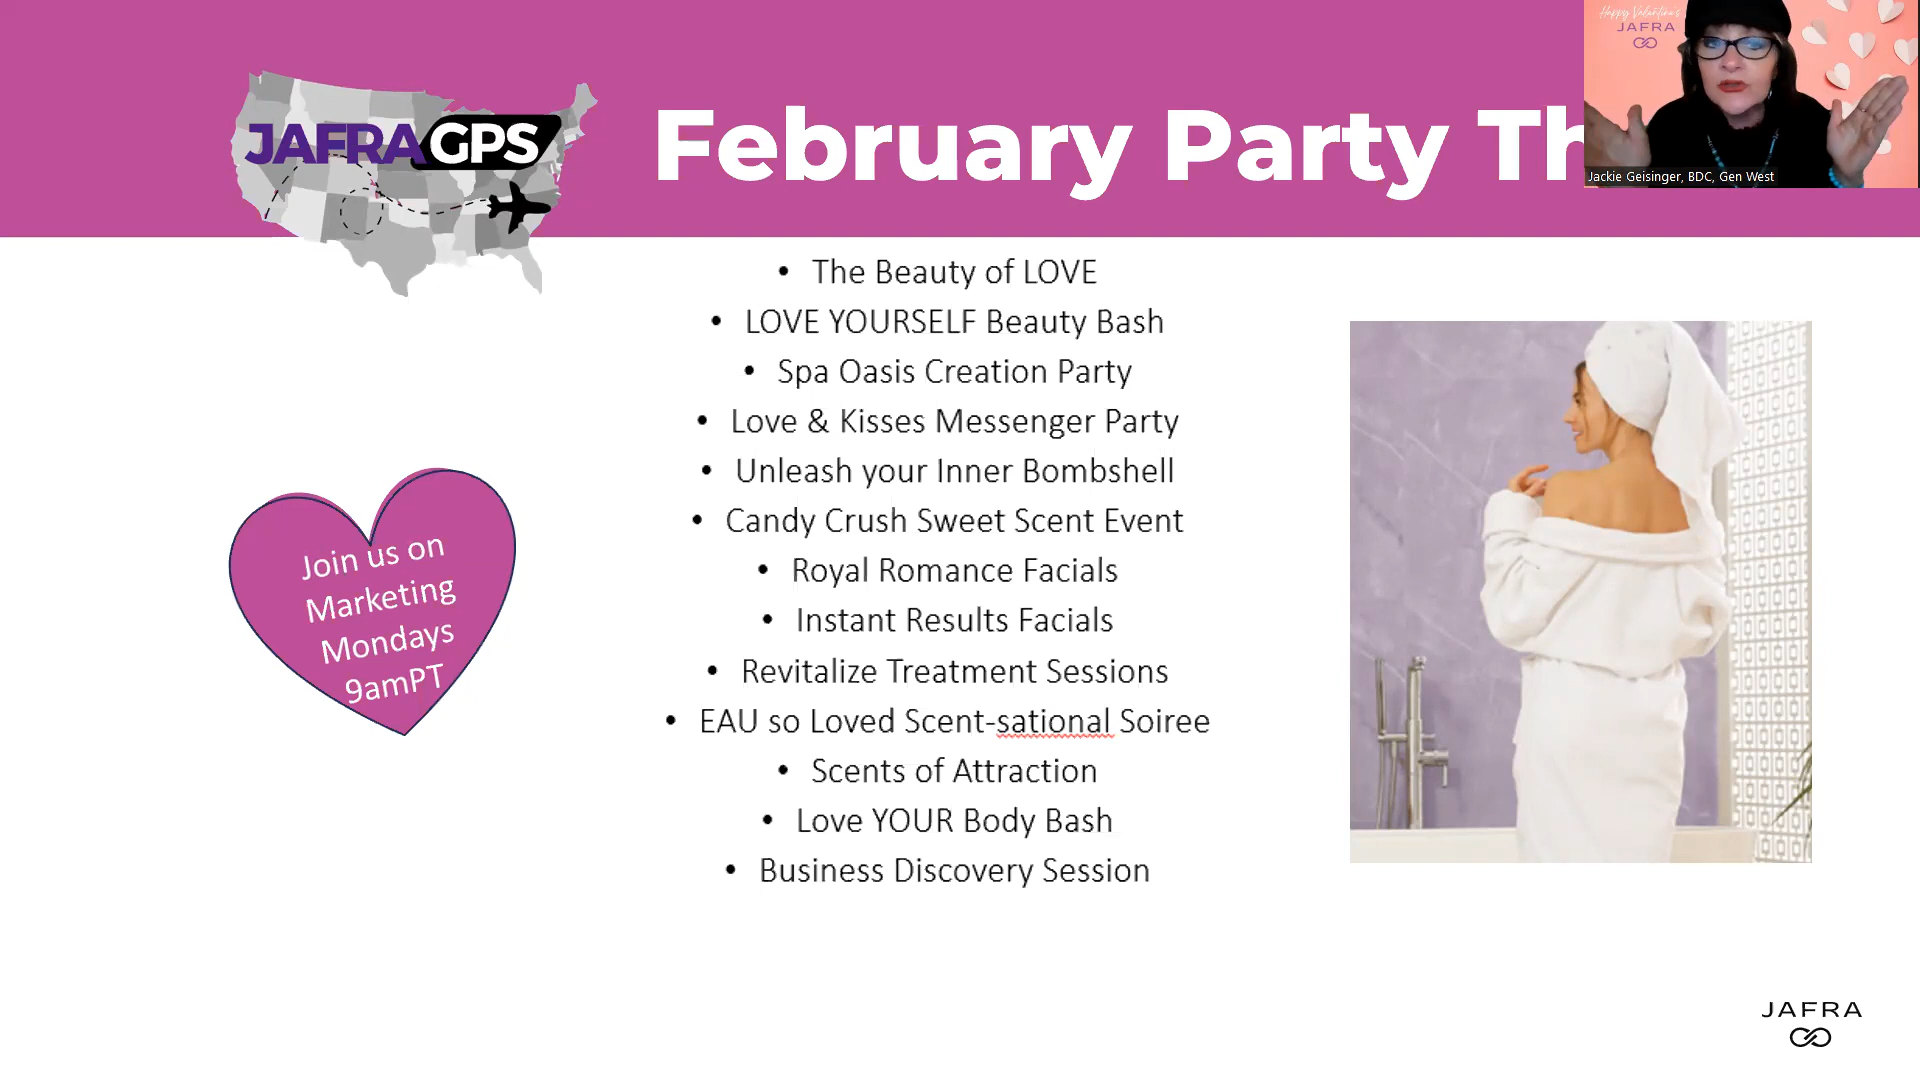 Happy Valentine's
JAFRA
JAFRA GPS
February Party Th
Jackie Geisinger, BDC, Gen West
• The Beauty of LOVE
• LOVE YOURSELF Beauty Bash
• Spa Oasis Creation Party
• Love & Kisses Messenger Party
• Unleash your Inner Bombshell
• Candy Crush Sweet Scent Event
• Royal Romance Facials
• Instant Results Facials
• Revitalize Treatment Sessions
• EAU so Loved Scent-sational Soiree
• Scents of Attraction
• Love YOUR Body Bash
• Business Discovery Session
Join us on
Marketing
Mondays
9amPT
JAFRA